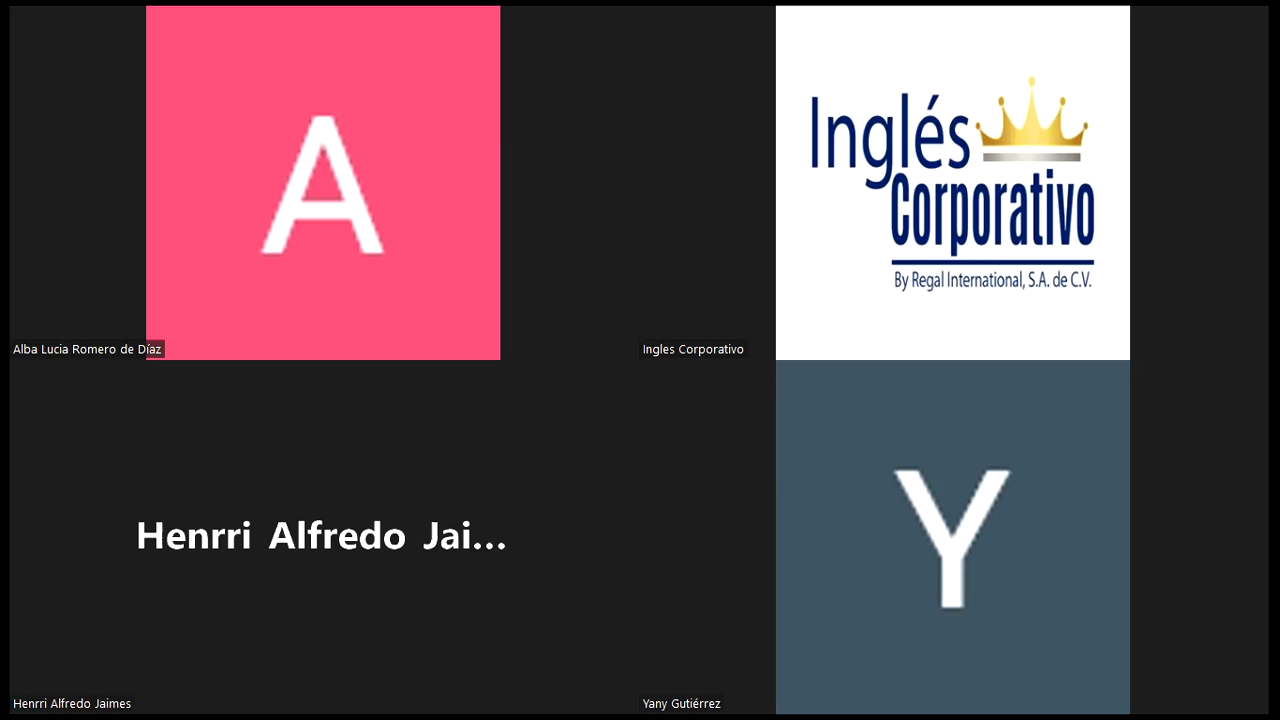 A
Alba Lucia Romero de Díaz
Inglés
Corporativo
By Regal International, S.A. de C.V.
Ingles Corporativo
Henrri Alfredo Jai...
Henrri Alfredo Jaimes
Y
Yany Gutiérrez